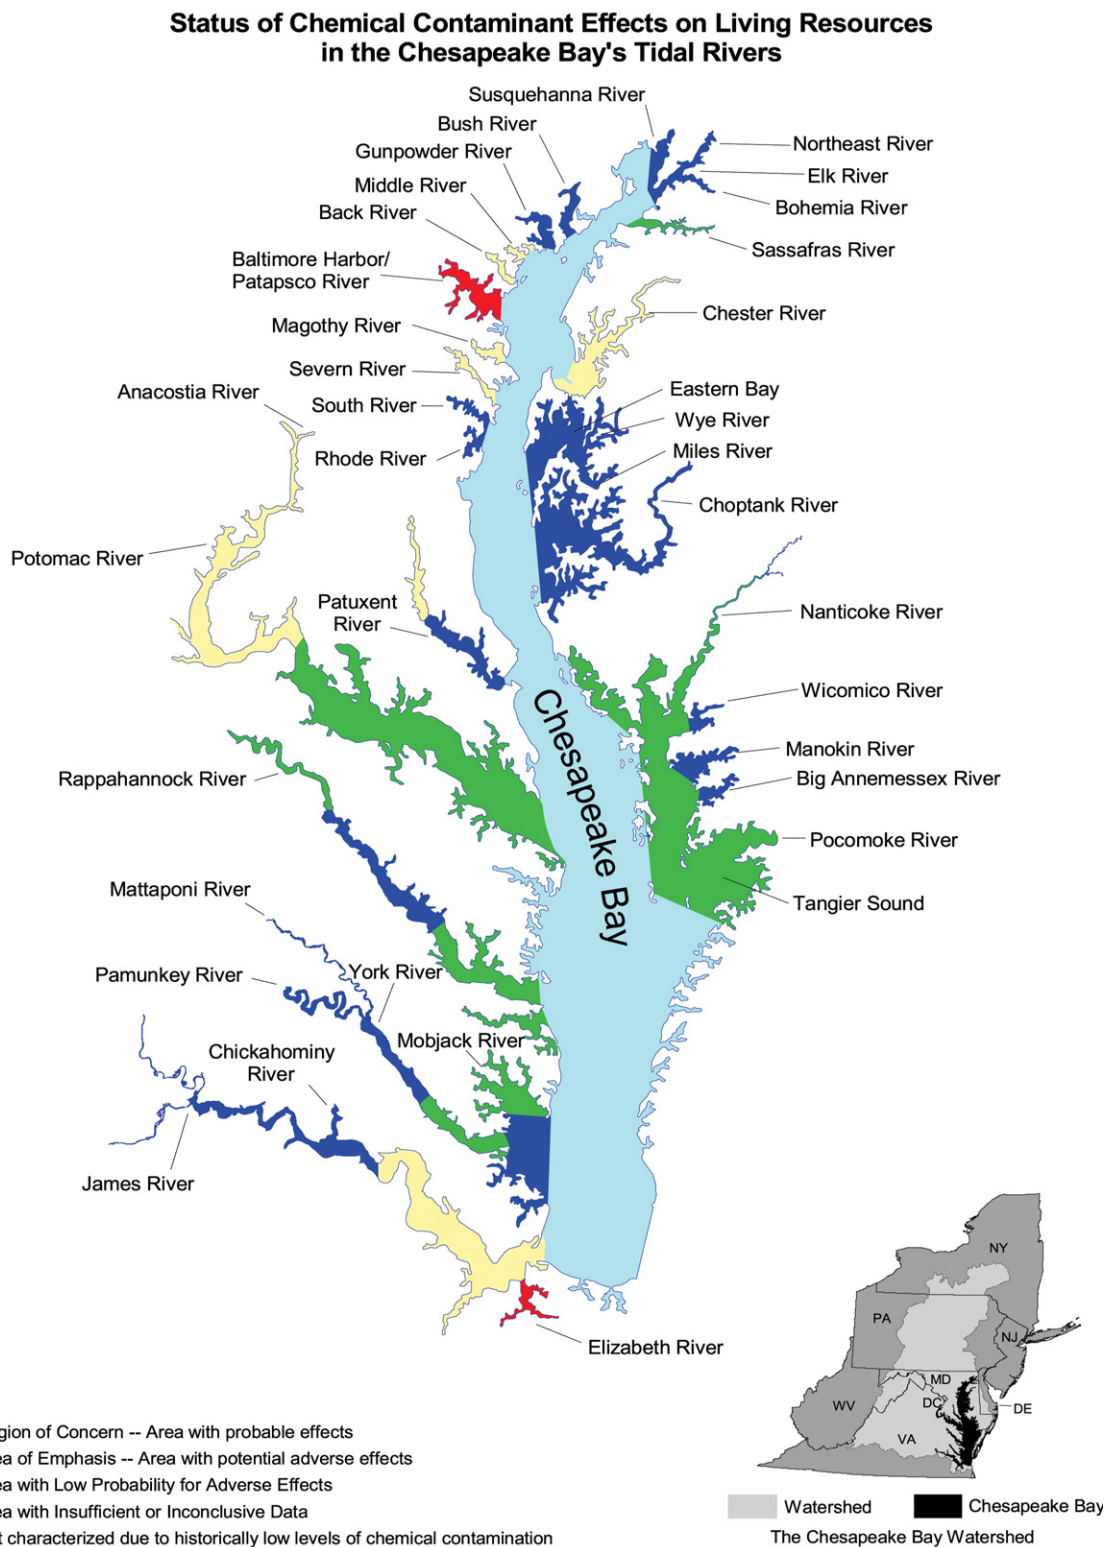 Status of Chemical Contaminant Effects on Living Resources
in the Chesapeake Bay's Tidal Rivers
Susquehanna River
Bush River
Gunpowder River
Northeast River
Elk River
Middle River
Bohemia River
Back River
Sassafras River
Baltimore Harbor/
Patapsco River
Chester River
Magothy River
Severn River
Anacostia River
Eastern Bay
South River
Wye River
Rhode River
Miles River
Choptank River
Potomac River
Patuxent
River
Nanticoke River
Wicomico River
Chesapeake Bay
Manokin River
Rappahannock River
Big Annemessex River
Pocomoke River
Mattaponi River
Tangier Sound
Pamunkey River
York River
Mobjack River
Chickahominy
River
James River
Elizabeth River
NY
PA
NJ
MD
DC
DE
WV
VA
gion of Concern -- Area with probable effects
ea of Emphasis -- Area with potential adverse effects
ea with Low Probability for Adverse Effects
ea with Insufficient or Inconclusive Data
t characterized due to historically low levels of chemical contamination
Watershed
Chesapeake Bay
The Chesapeake Bay Watershed